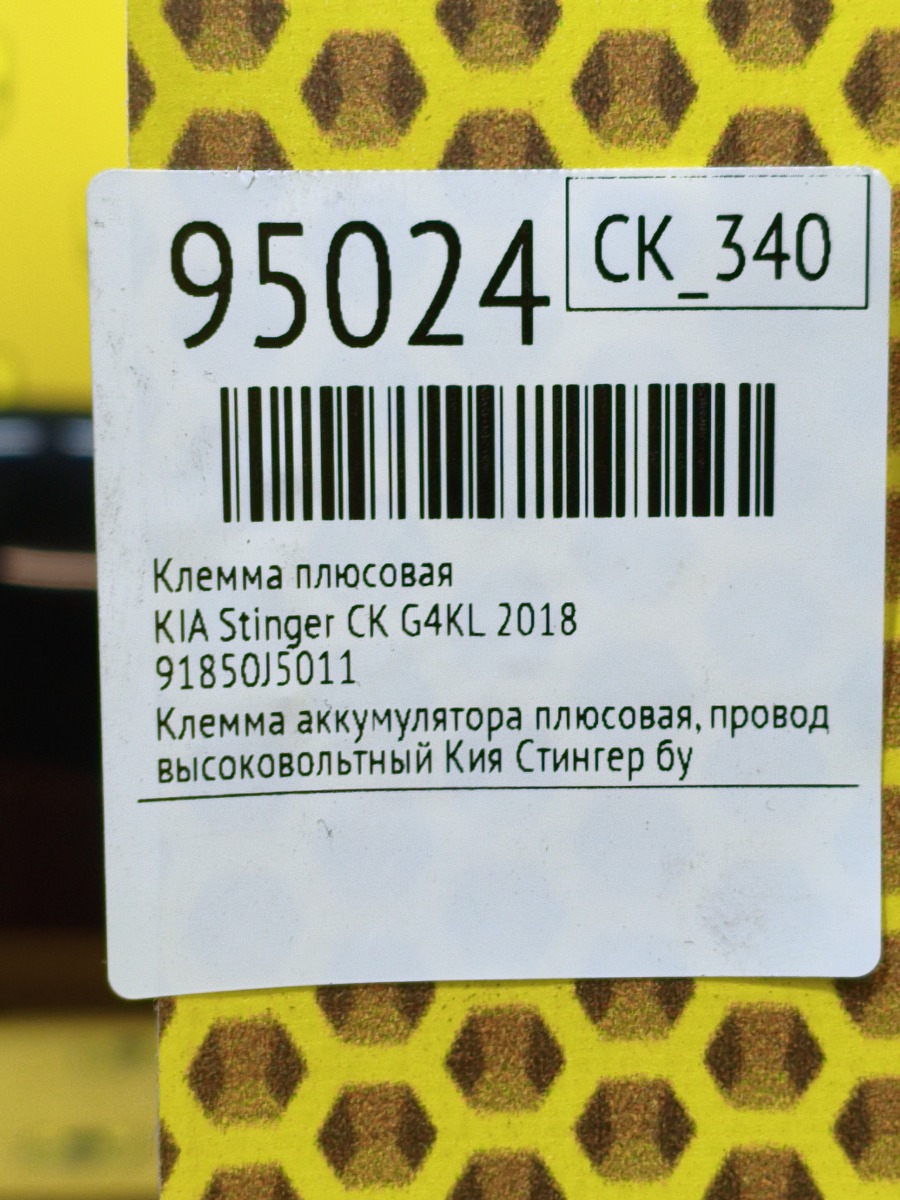 95024
CK_340
Клемма плюсовая
KIA Stinger CK G4KL 2018
91850J5011
Клемма аккумулятора плюсовая, провод
высоковольтный Кия Стингер бу